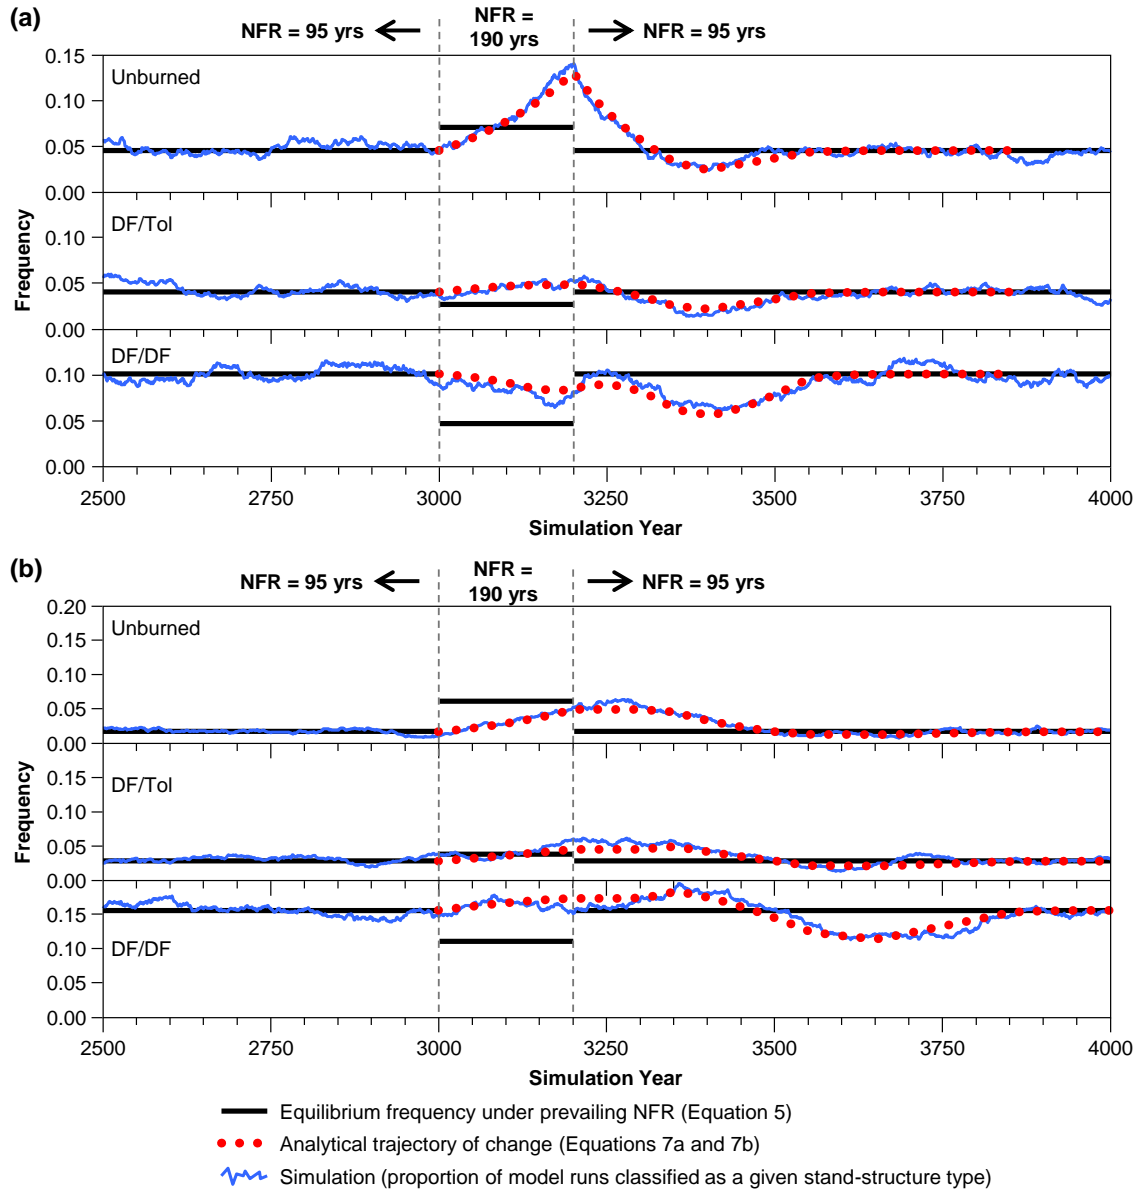 (a)
NFR = 95 yrs
NFR =
190 yrs
NFR = 95 yrs
Frequency
0.15
0.10
0.05
0.00
Unburned
0.10
0.05
0.00
DF/Tol
0.10
0.05
0.00
DF/DF
2500 2750 3000 3250 3500 3750 4000
Simulation Year
(b)
NFR = 95 yrs
NFR =
190 yrs
NFR = 95 yrs
Frequency
0.20
0.15
0.10
0.05
0.00
Unburned
0.15
0.10
0.05
0.00
DF/Tol
0.15
0.10
0.05
0.00
DF/DF
2500 2750 3000 3250 3500 3750 4000
Simulation Year
Equilibrium frequency under prevailing NFR (Equation 5)
Analytical trajectory of change (Equations 7a and 7b)
Simulation (proportion of model runs classified as a given stand-structure type)